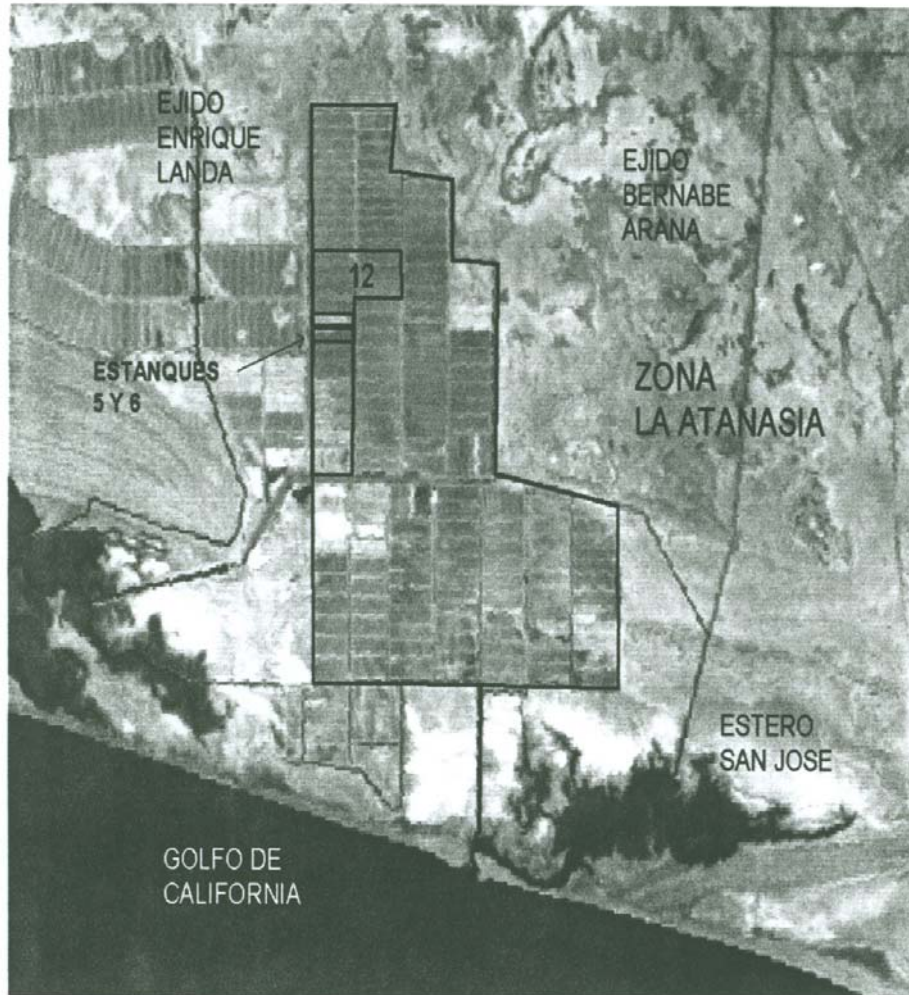 EJIDO
ENRIQUE
LANDA
EJIDO
BERNABE
ARANA
12
ESTANQUES
5 Y 6
ZONA
LA ATANASIA
ESTERO
SAN JOSE
GOLFO DE
CALIFORNIA